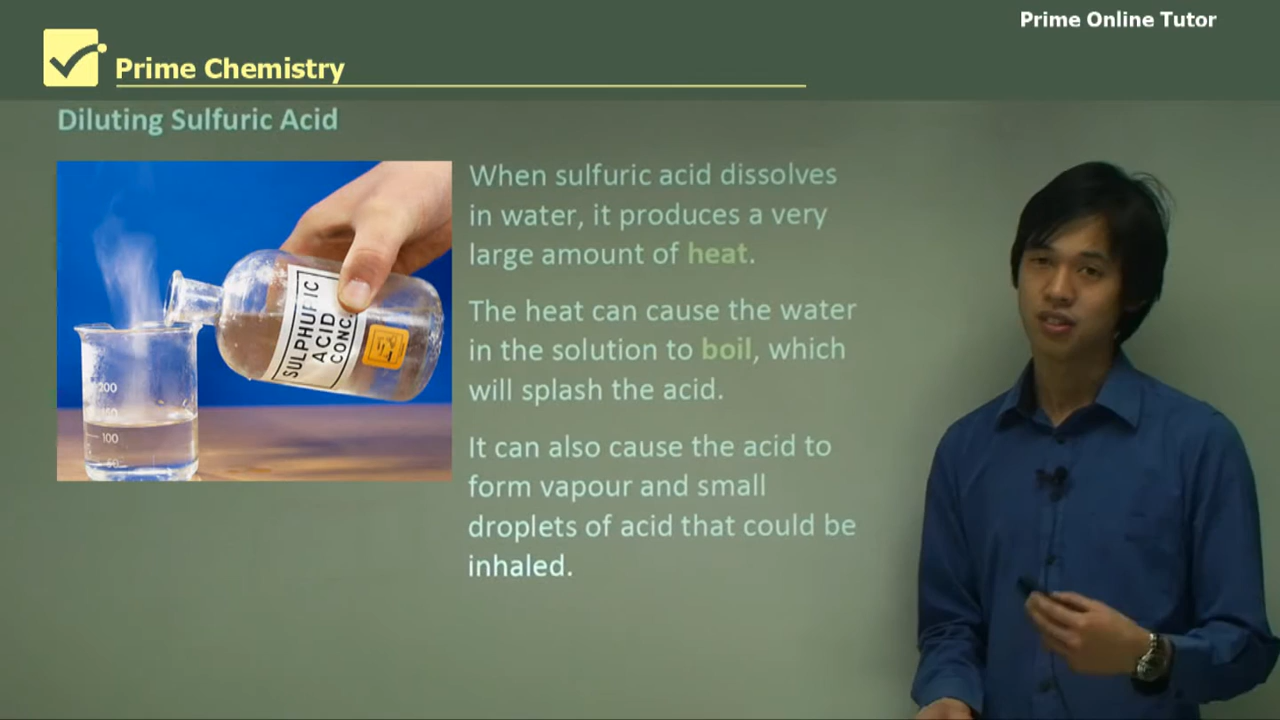 Prime Online Tutor
Prime Chemistry
Diluting Sulfuric Acid
When sulfuric acid dissolves
in water, it produces a very
large amount of heat.
The heat can cause the water
in the solution to boil, which
will splash the acid.
It can also cause the acid to
form vapour and small
droplets of acid that could be
inhaled.
SULPHURIC
ACID
CONC.
200
150
100
50